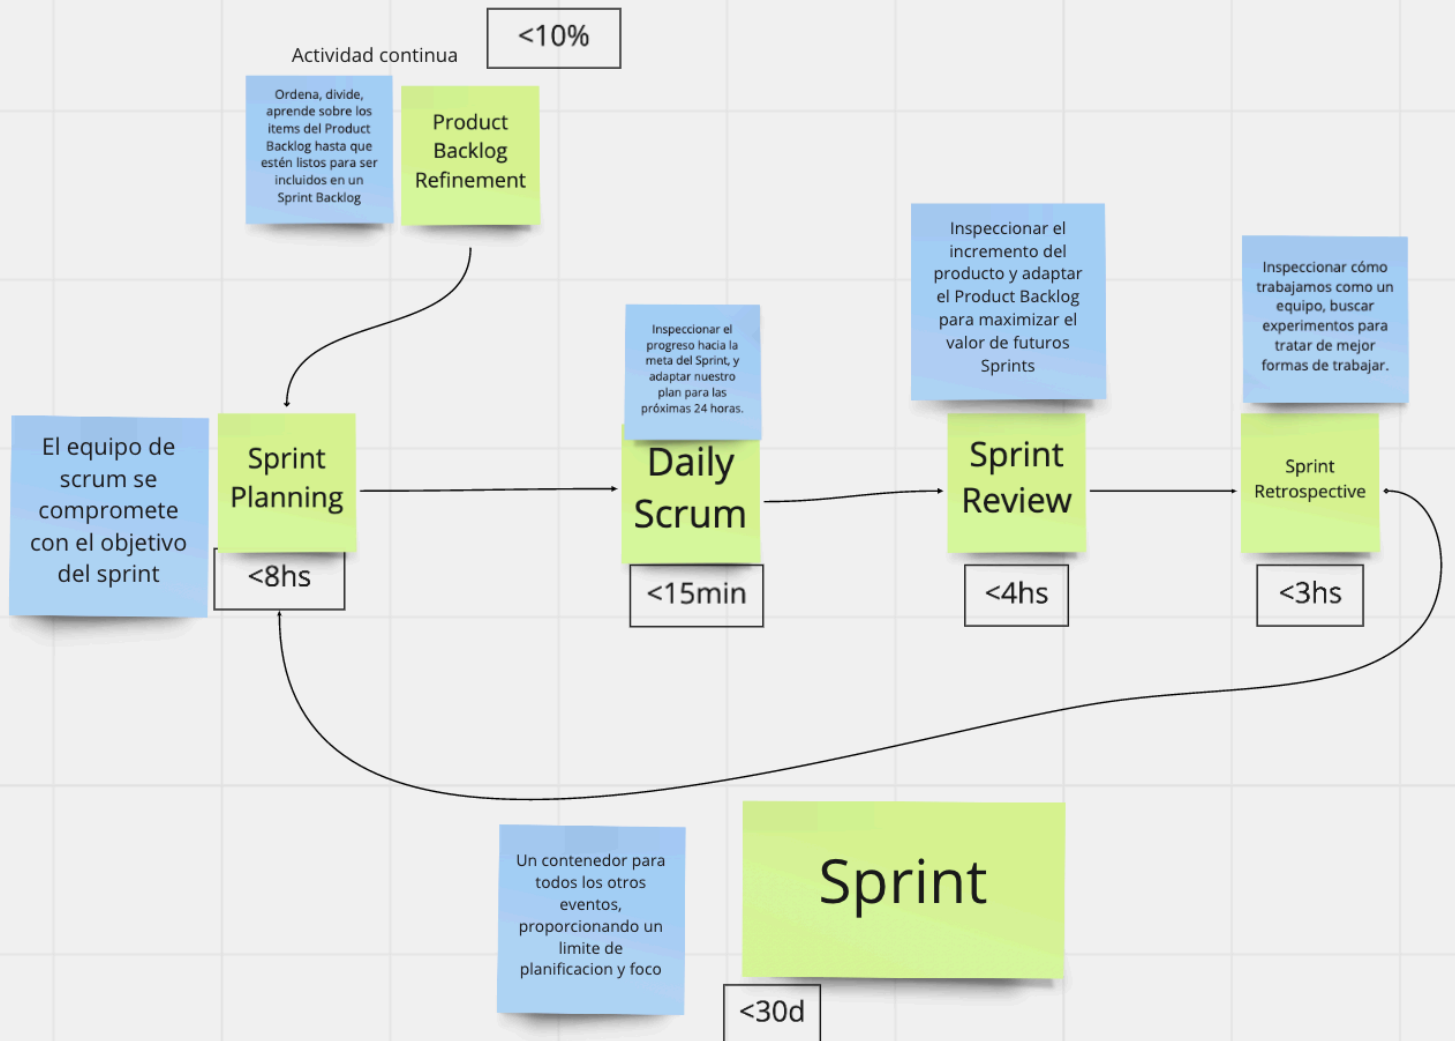 <10%
Actividad continua
Ordena, divide,
aprende sobre los
items del Product
Backlog hasta que
estén listos para ser
incluidos en un
Sprint Backlog
Product
Backlog
Refinement
El equipo de
scrum se
compromete
con el objetivo
del sprint
Sprint
Planning
<8hs
Inspeccionar el
progreso hacia la
meta del Sprint, y
adaptar nuestro
plan para las
próximas 24 horas.
Daily
Scrum
<15min
Inspeccionar el
incremento del
producto y adaptar
el Product Backlog
para maximizar el
valor de futuros
Sprints
Sprint
Review
<4hs
Inspeccionar cómo
trabajamos como un
equipo, buscar
experimentos para
tratar de mejor
formas de trabajar.
Sprint
Retrospective
<3hs
Un contenedor para
todos los otros
eventos,
proporcionando un
limite de
planificacion y foco
Sprint
<30d